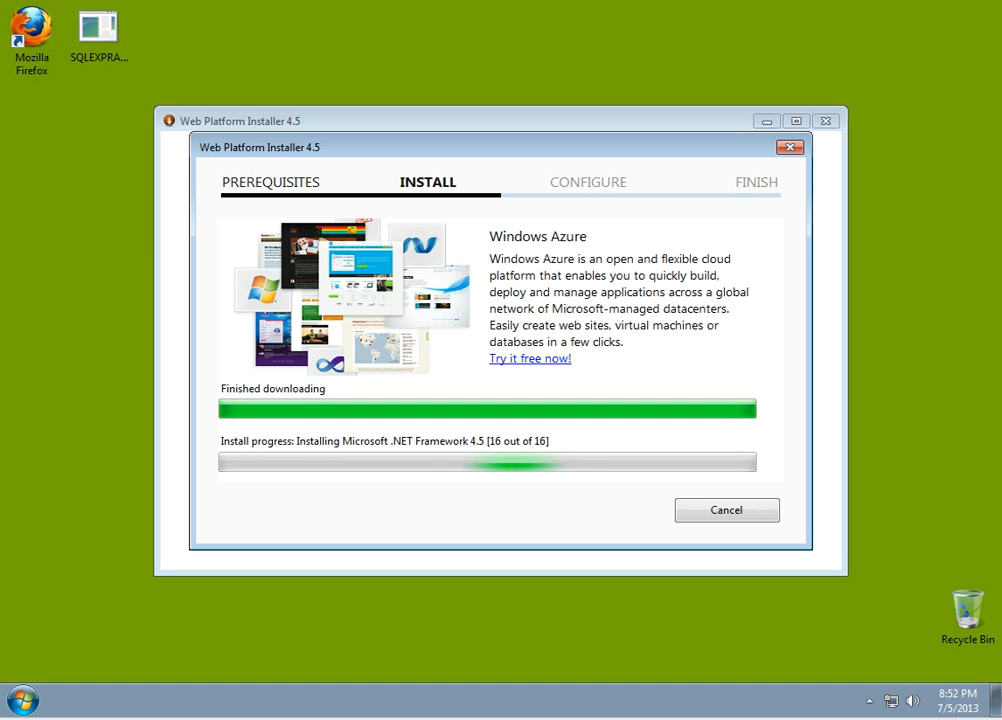 Mozilla
Firefox
SQLEXPRA...
Web Platform Installer 4.5
Web Platform Installer 4.5
PREREQUISITES
INSTALL
CONFIGURE
FINISH
Windows Azure
Windows Azure is an open and flexible cloud
platform that enables you to quickly build,
deploy and manage applications across a global
network of Microsoft-managed datacenters.
Easily create web sites, virtual machines or
databases in a few clicks.
Try it free now!
Finished downloading
Install progress: Installing Microsoft .NET Framework 4.5 [16 out of 16]
Cancel
Recycle Bin
8:52 PM
7/5/2013